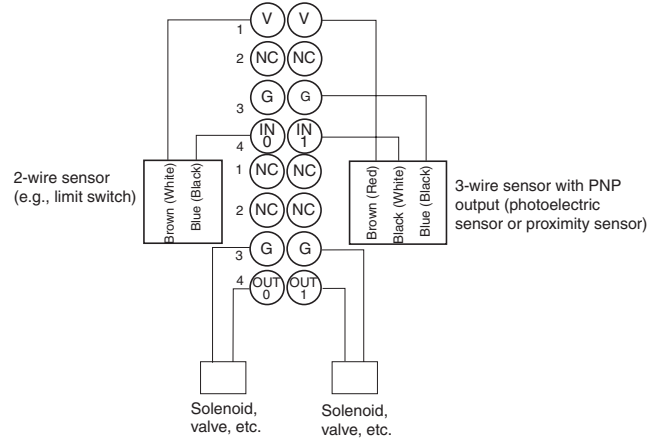 1 V V
2 NC NC
3 G G
4 IN 0 IN 1
1 NC NC
2 NC NC
3 G G
4 OUT 0 OUT 1
2-wire sensor
(e.g., limit switch)
Brown (White)
Blue (Black)
Brown (Red)
Black (White)
Blue (Black)
3-wire sensor with PNP
output (photoelectric
sensor or proximity sensor)
Solenoid,
valve, etc.
Solenoid,
valve, etc.